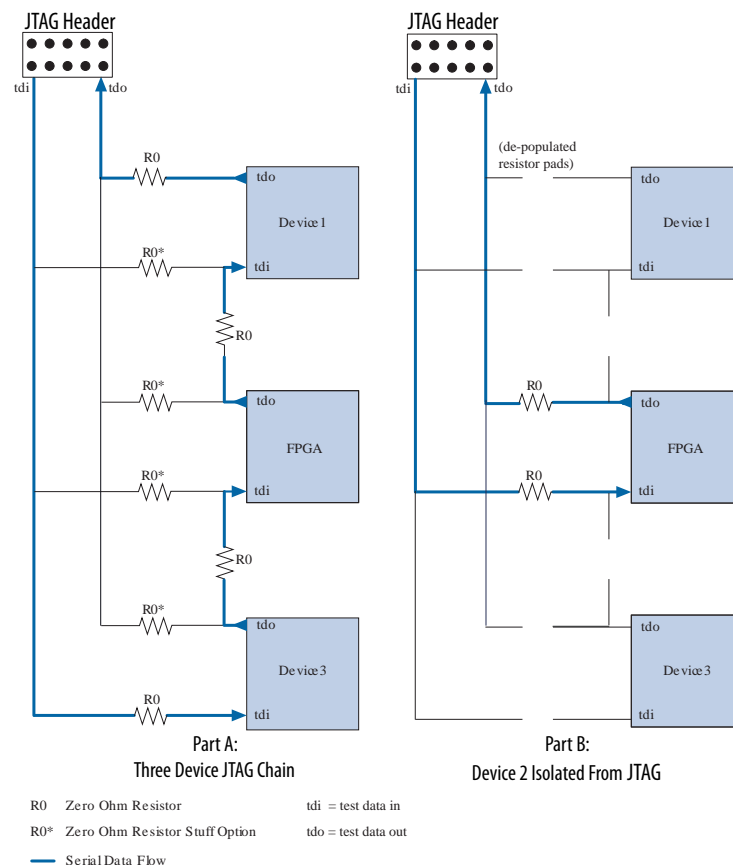 JTAG Header
tdi
tdo
R0
tdo
Device 1
R0*
tdi
R0
R0*
tdo
FPGA
R0*
tdi
R0
R0*
tdo
Device 3
R0
tdi
Part A:
Three Device JTAG Chain
JTAG Header
tdi
tdo
(de-populated
resistor pads)
tdo
Device 1
tdi
R0
tdo
FPGA
R0
tdi
tdo
Device 3
tdi
Part B:
Device 2 Isolated From JTAG
R0 Zero Ohm Resistor
tdi = test data in
R0* Zero Ohm Resistor Stuff Option
tdo = test data out
Serial Data Flow